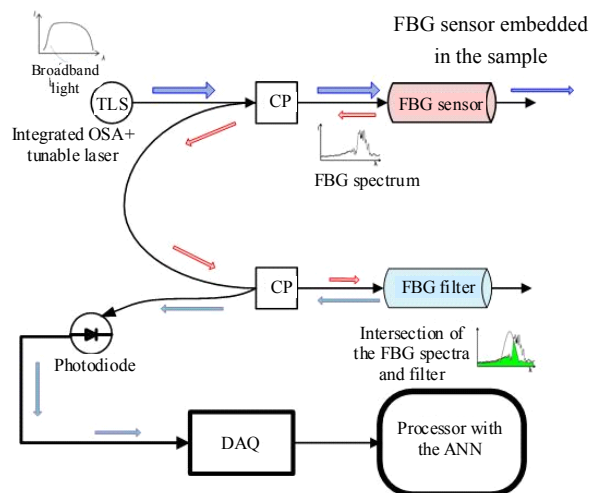 FBG sensor embedded
in the sample
Broadband
light
TLS
CP
FBG sensor
Integrated OSA+
tunable laser
FBG spectrum
CP
FBG filter
Intersection of
the FBG spectra
and filter
Photodiode
DAQ
Processor with
the ANN